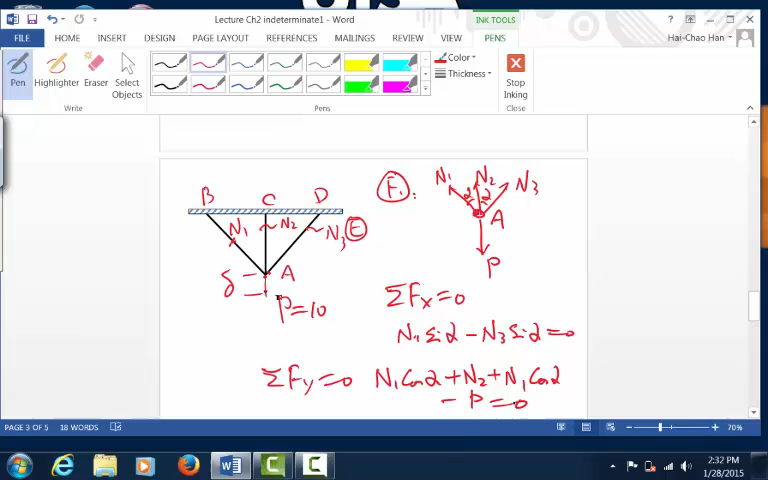 Lecture Ch2 indeterminate1 - Word
INK TOOLS
FILE HOME INSERT DESIGN PAGE LAYOUT REFERENCES MAILINGS REVIEW VIEW PENS
Hai-Chao Han
Pen
Highlighter
Eraser
Select Objects
Color
Thickness
Stop Inking
Write
Pens
Close
B C D
N1 N2 N3 E
δ A
P=10
F: N1 N2 N3
α α
A
P
ΣFx=0
N1 sinα - N3 sinα = 0
ΣFy=0 N1 Cosα + N2 + N1 Cosα
- P = 0
PAGE 3 OF 5 18 WORDS
70%
2:32 PM
1/28/2015